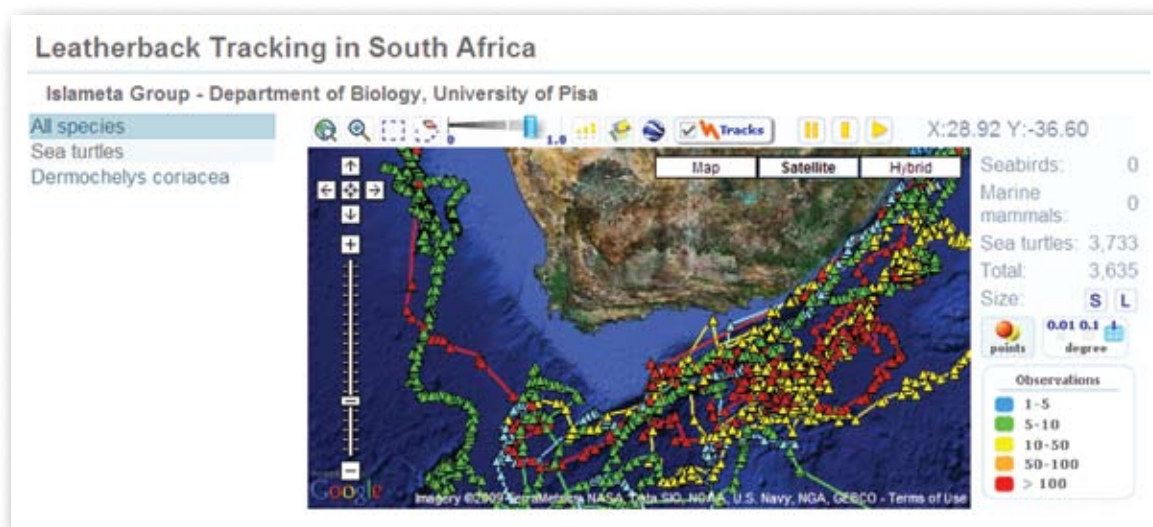 Leatherback Tracking in South Africa
Islameta Group - Department of Biology, University of Pisa
All species
Sea turtles
Dermochelys coriacea
0 1.0 Tracks X:28.92 Y:-36.60
Map Satellite Hybrid
Seabirds: 0
Marine mammals: 0
Sea turtles: 3,733
Total: 3,635
Size: S L
points
0.01 0.1 1
degree
Observations
1-5
5-10
10-50
50-100
> 100
Google
Imagery ©2009 TerraMetrics, NASA, Data SIO, NOAA, U.S. Navy, NGA, GEBCO - Terms of Use